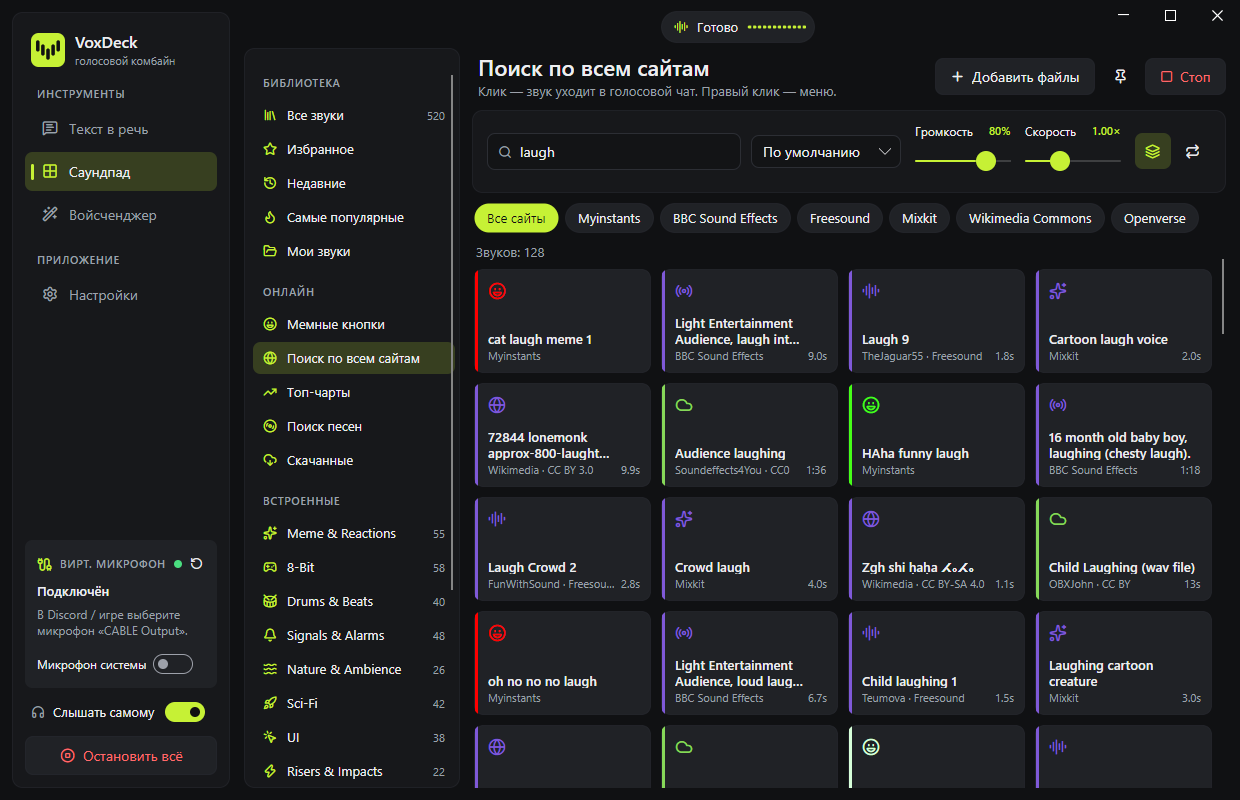 VoxDeck
голосовой комбайн
ИНСТРУМЕНТЫ
Текст в речь
Саундпад
Войсченджер
ПРИЛОЖЕНИЕ
Настройки
ВИРТ. МИКРОФОН
Подключён
В Discord / игре выберите
микрофон «CABLE Output».
Микрофон системы
Слышать самому
Остановить всё
БИБЛИОТЕКА
Все звуки 520
Избранное
Недавние
Самые популярные
Мои звуки
ОНЛАЙН
Мемные кнопки
Поиск по всем сайтам
Топ-чарты
Поиск песен
Скачанные
ВСТРОЕННЫЕ
Meme & Reactions 55
8-Bit 58
Drums & Beats 40
Signals & Alarms 48
Nature & Ambience 26
Sci-Fi 42
UI 38
Risers & Impacts 22
Готово
Поиск по всем сайтам
Клик — звук уходит в голосовой чат. Правый клик — меню.
+ Добавить файлы
Стоп
laugh
По умолчанию
Громкость 80%
Скорость 1.00×
Все сайты
Myinstants
BBC Sound Effects
Freesound
Mixkit
Wikimedia Commons
Openverse
Звуков: 128
cat laugh meme 1
Myinstants
Light Entertainment
Audience, laugh int...
BBC Sound Effects 9.0s
Laugh 9
TheJaguar55 · Freesound 1.8s
Cartoon laugh voice
Mixkit 2.0s
72844 lonemonk
approx-800-laught...
Wikimedia · CC BY 3.0 9.9s
Audience laughing
Soundeffects4You · CC0 1:36
HAha funny laugh
Myinstants
16 month old baby boy,
laughing (chesty laugh).
BBC Sound Effects 1:18
Laugh Crowd 2
FunWithSound · Freesou... 2.8s
Crowd laugh
Mixkit 4.0s
Zgh shi ḥaḥa
Wikimedia · CC BY-SA 4.0 1.1s
Child Laughing (wav file)
OBXJohn · CC BY 13s
oh no no no laugh
Myinstants
Light Entertainment
Audience, loud laug...
BBC Sound Effects 6.7s
Child laughing 1
Teumova · Freesound 1.5s
Laughing cartoon
creature
Mixkit 3.0s